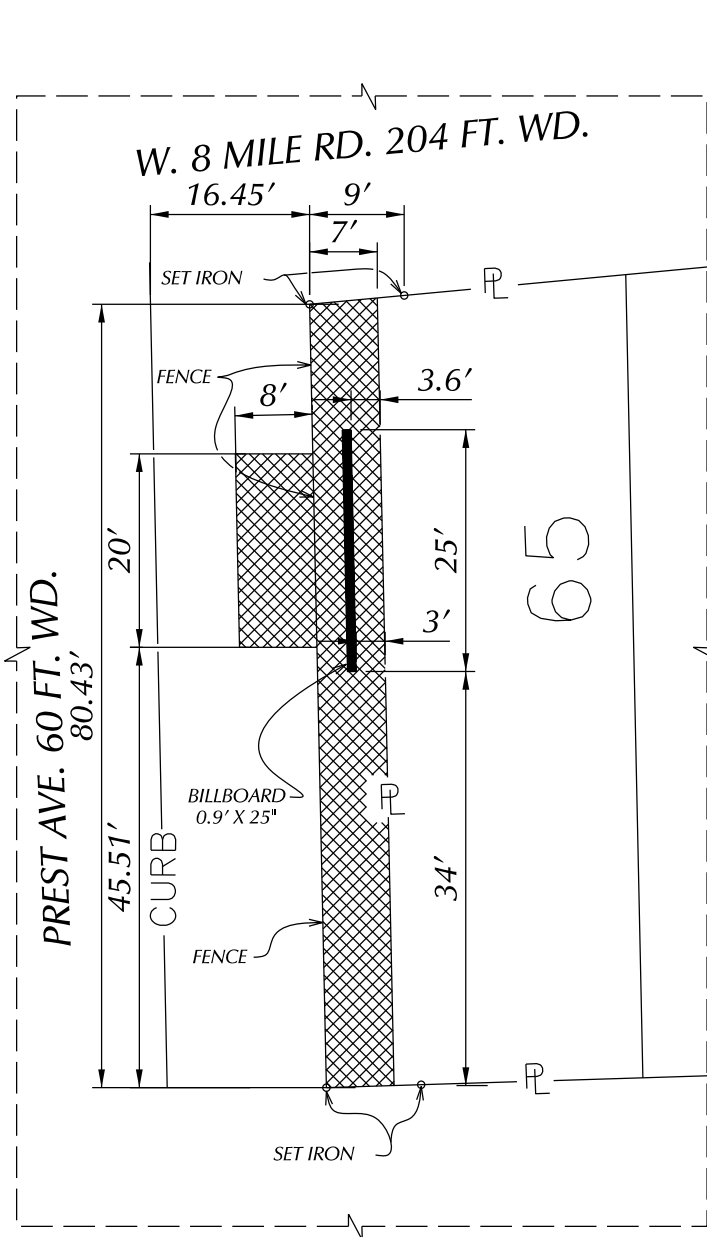 W. 8 MILE RD. 204 FT. WD.
16.45'
9'
7'
SET IRON
PL
FENCE
8'
3.6'
20'
25'
65
3'
PREST AVE. 60 FT. WD.
80.43'
BILLBOARD
0.9' X 25"
PL
45.51'
CURB
34'
FENCE
PL
SET IRON